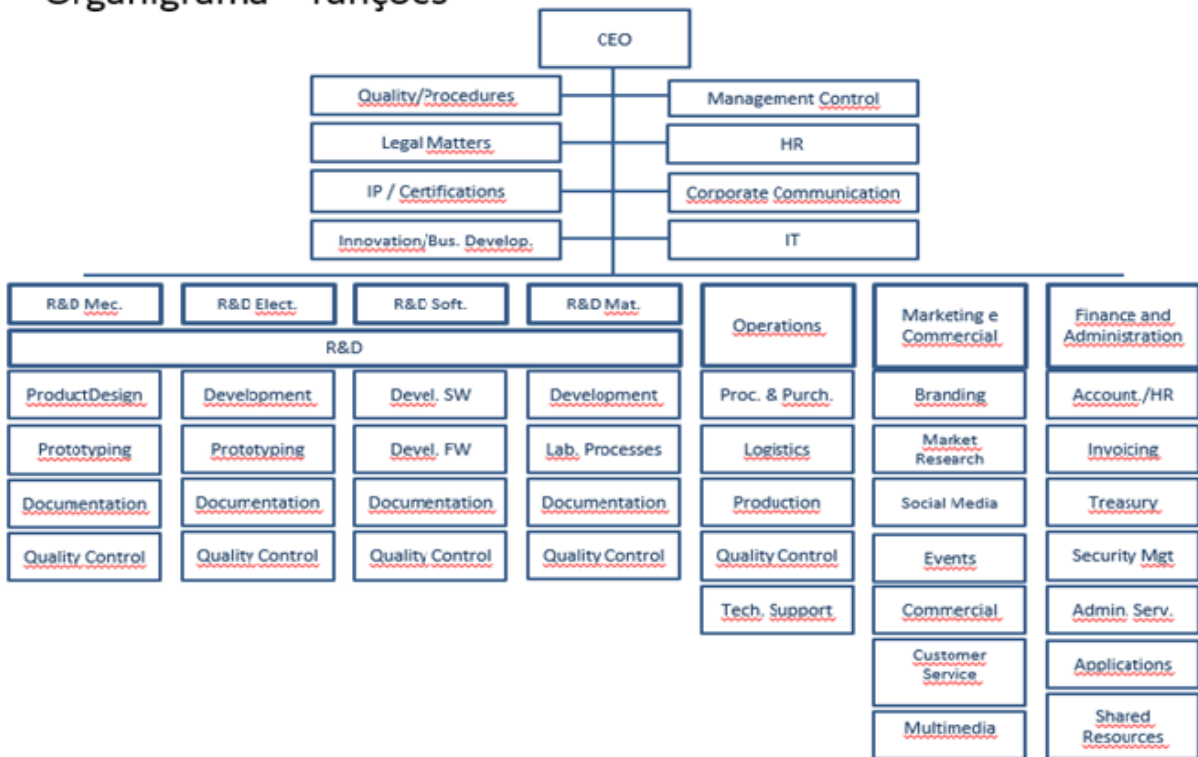 Organigrama – funções
CEO
Quality/Procedures
Management Control
Legal Matters
HR
IP / Certifications
Corporate Communication
Innovation/Bus. Develop.
IT
R&D Mec.
R&D Elect.
R&D Soft.
R&D Mat.
R&D
Operations
Marketing e
Commercial
Finance and
Administration
ProductDesign
Development
Devel. SW
Development
Proc. & Purch.
Branding
Account./HR
Prototyping
Prototyping
Devel. FW
Lab. Processes
Logistics
Market
Research
Invoicing
Documentation
Documentation
Documentation
Documentation
Production
Social Media
Treasury
Quality Control
Quality Control
Quality Control
Quality Control
Quality Control
Events
Security Mgt
Tech. Support
Commercial
Admin. Serv.
Customer
Service
Applications
Multimedia
Shared
Resources